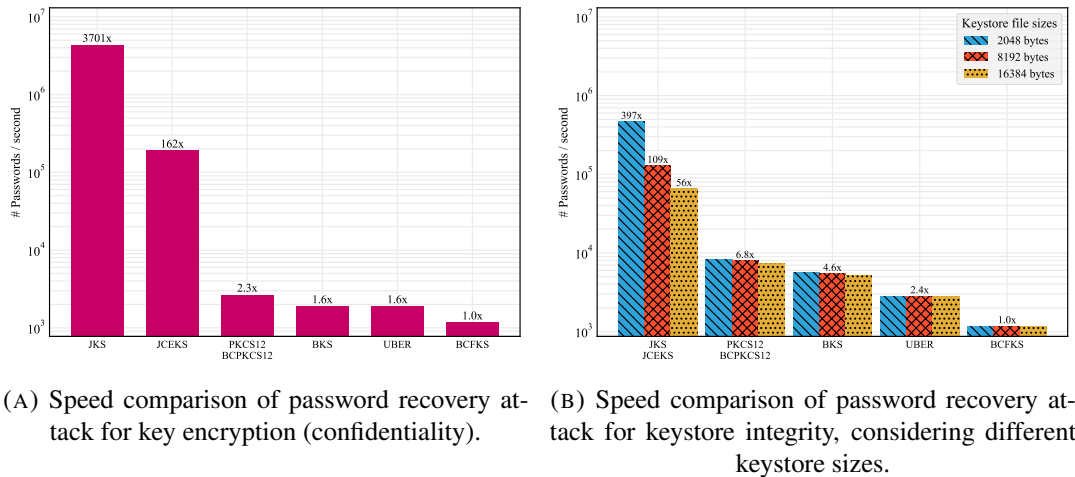 10^7
10^6
10^5
10^4
10^3
# Passwords / second
3701x
162x
2.3x
1.6x
1.6x
1.0x
JKS
JCEKS
PKCS12
BCPKCS12
BKS
UBER
BCFKS
(A) Speed comparison of password recovery at-
tack for key encryption (confidentiality).
10^7
10^6
10^5
10^4
10^3
# Passwords / second
Keystore file sizes
2048 bytes
8192 bytes
16384 bytes
397x
109x
56x
6.8x
4.6x
2.4x
1.0x
JKS
JCEKS
PKCS12
BCPKCS12
BKS
UBER
BCFKS
(B) Speed comparison of password recovery at-
tack for keystore integrity, considering different
keystore sizes.